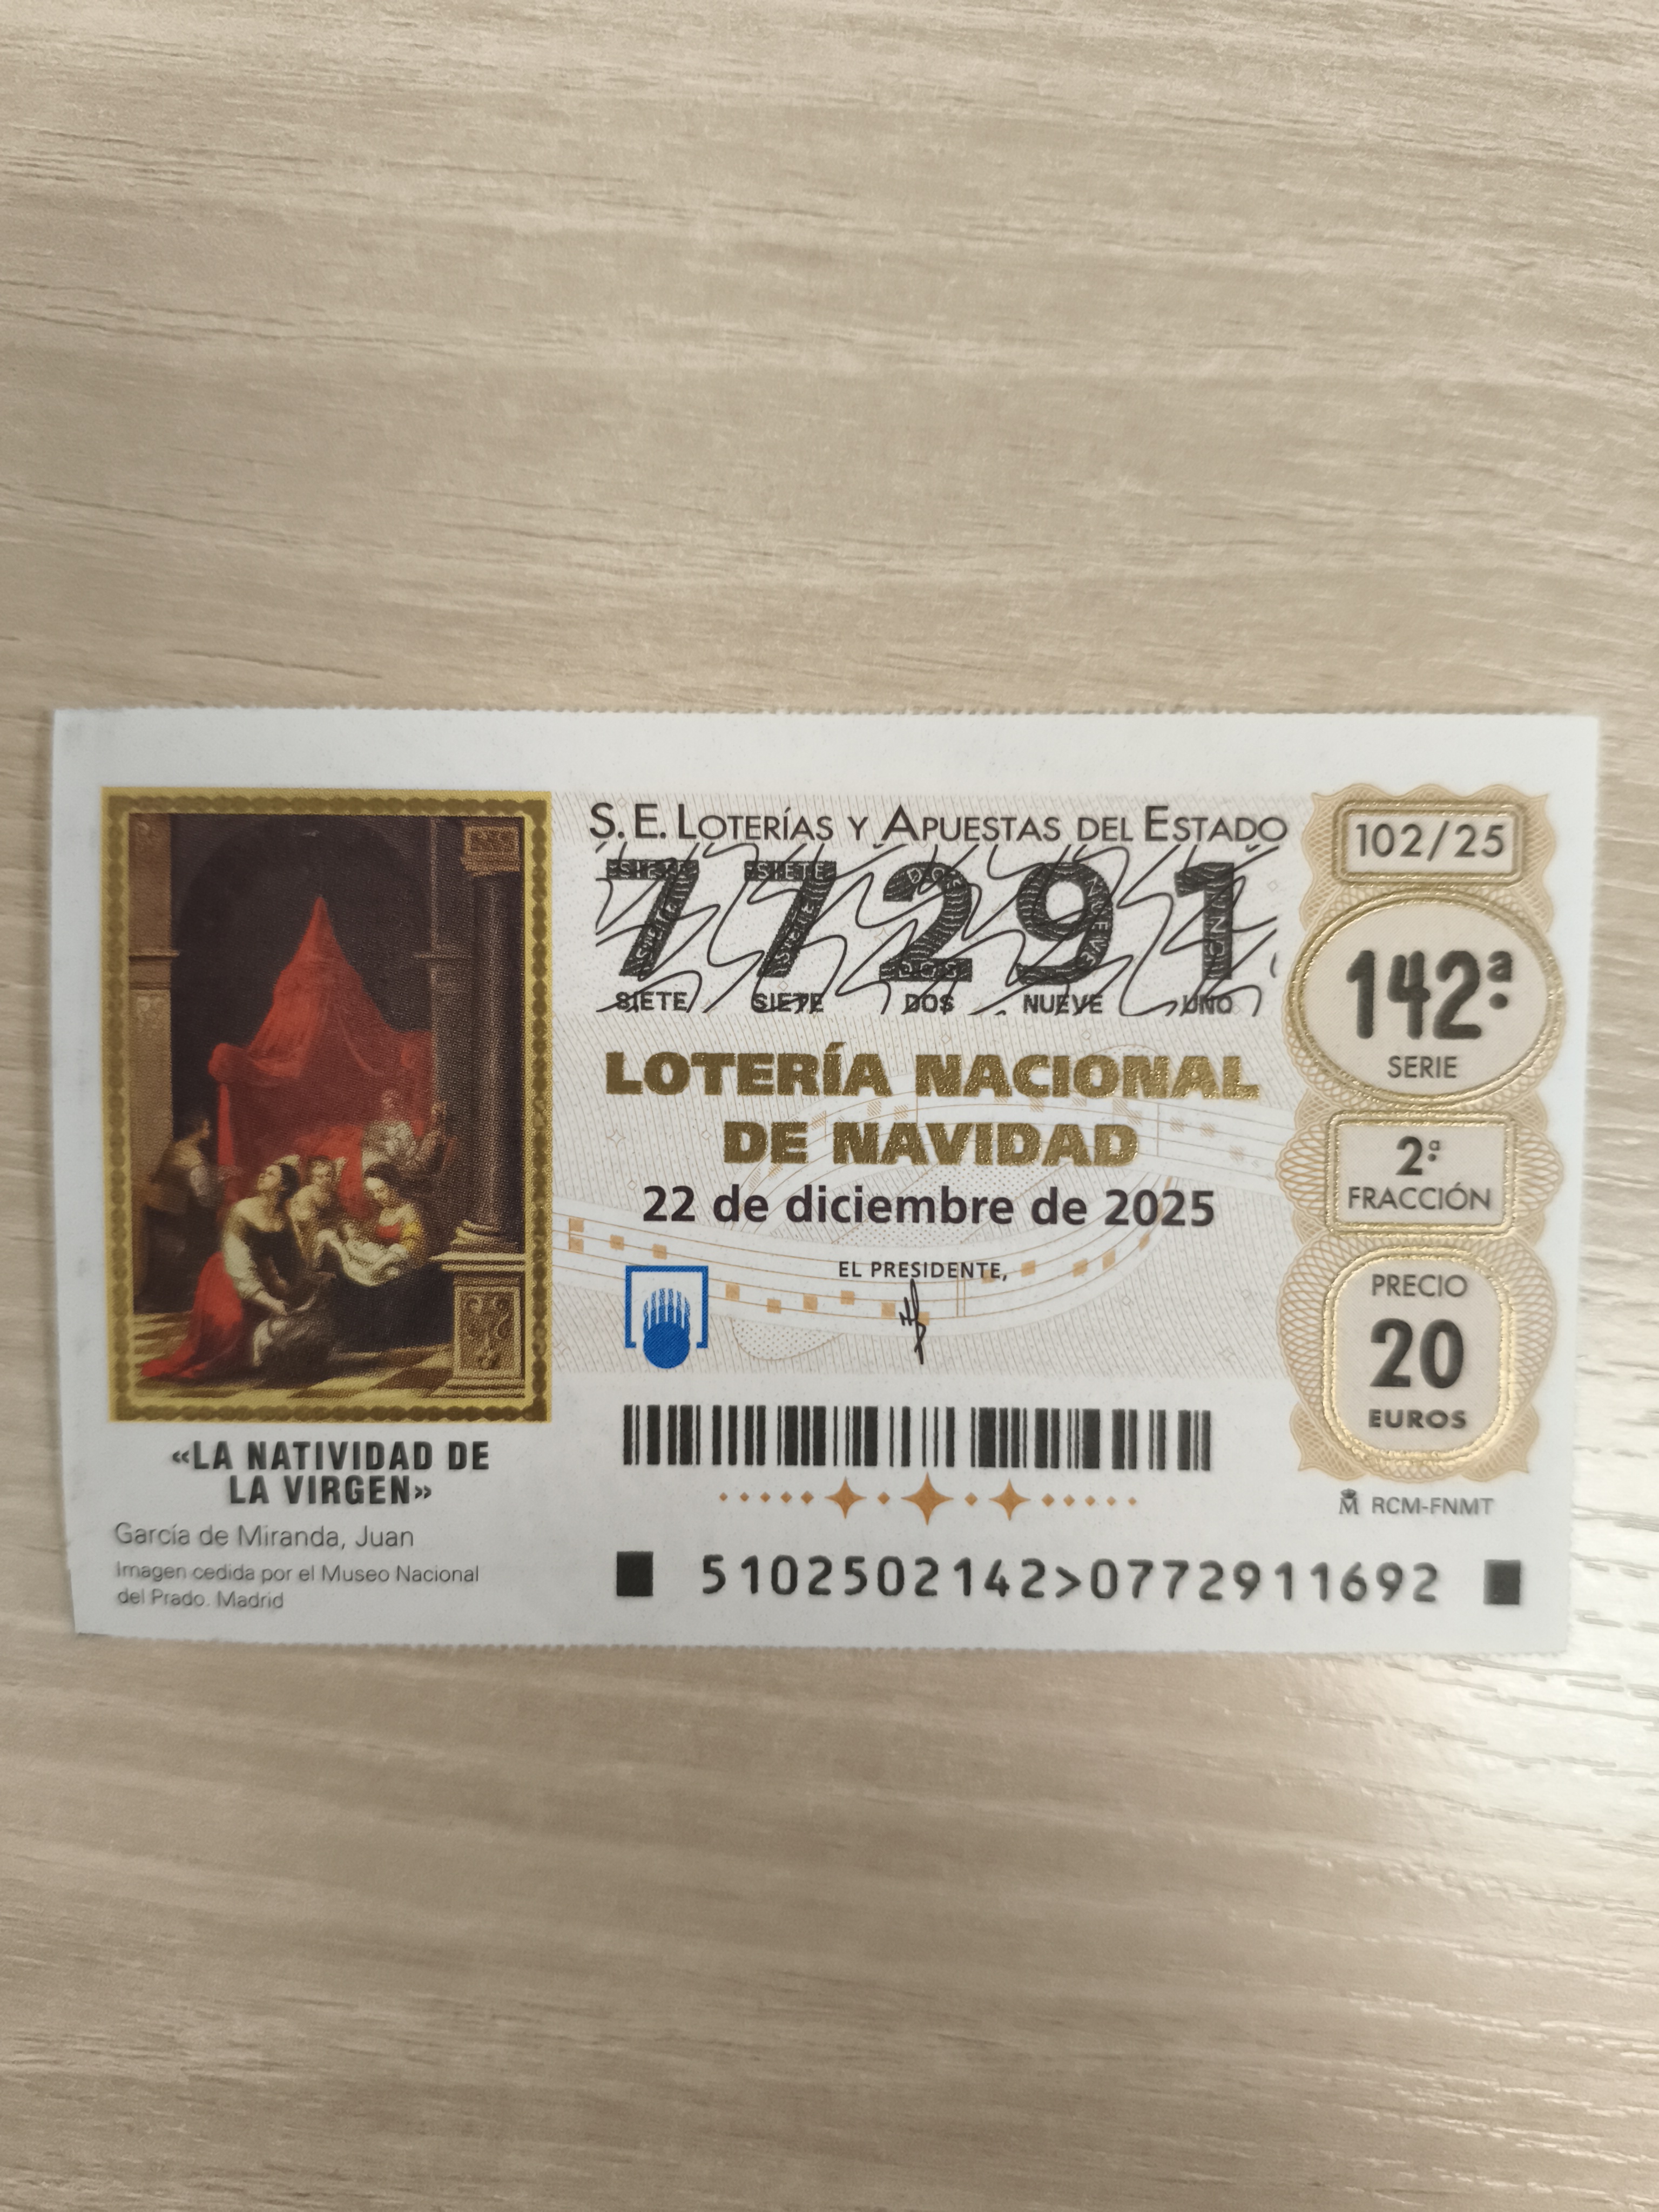 S. E. LOTERÍAS Y APUESTAS DEL ESTADO
77291
SIETE SIETE DOS NUEVE UNO
LOTERÍA NACIONAL
DE NAVIDAD
22 de diciembre de 2025
EL PRESIDENTE,
5102502142>0772911692
102/25
142ª
SERIE
2ª
FRACCIÓN
PRECIO
20
EUROS
M RCM-FNMT
«LA NATIVIDAD DE
LA VIRGEN»
García de Miranda, Juan
Imagen cedida por el Museo Nacional
del Prado. Madrid